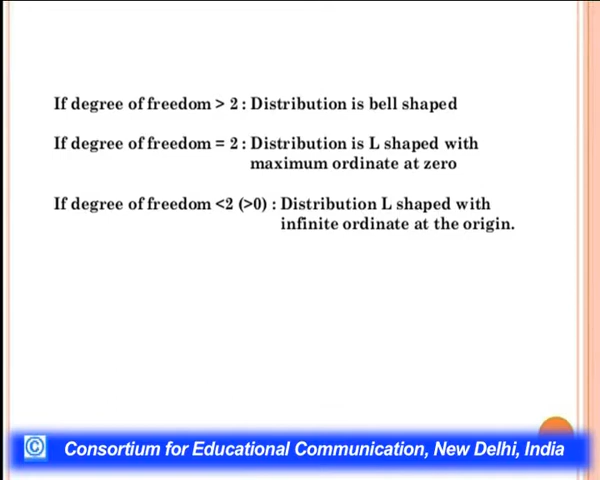 If degree of freedom > 2 : Distribution is bell shaped
If degree of freedom = 2 : Distribution is L shaped with
maximum ordinate at zero
If degree of freedom <2 (>0) : Distribution L shaped with
infinite ordinate at the origin.
© Consortium for Educational Communication, New Delhi, India